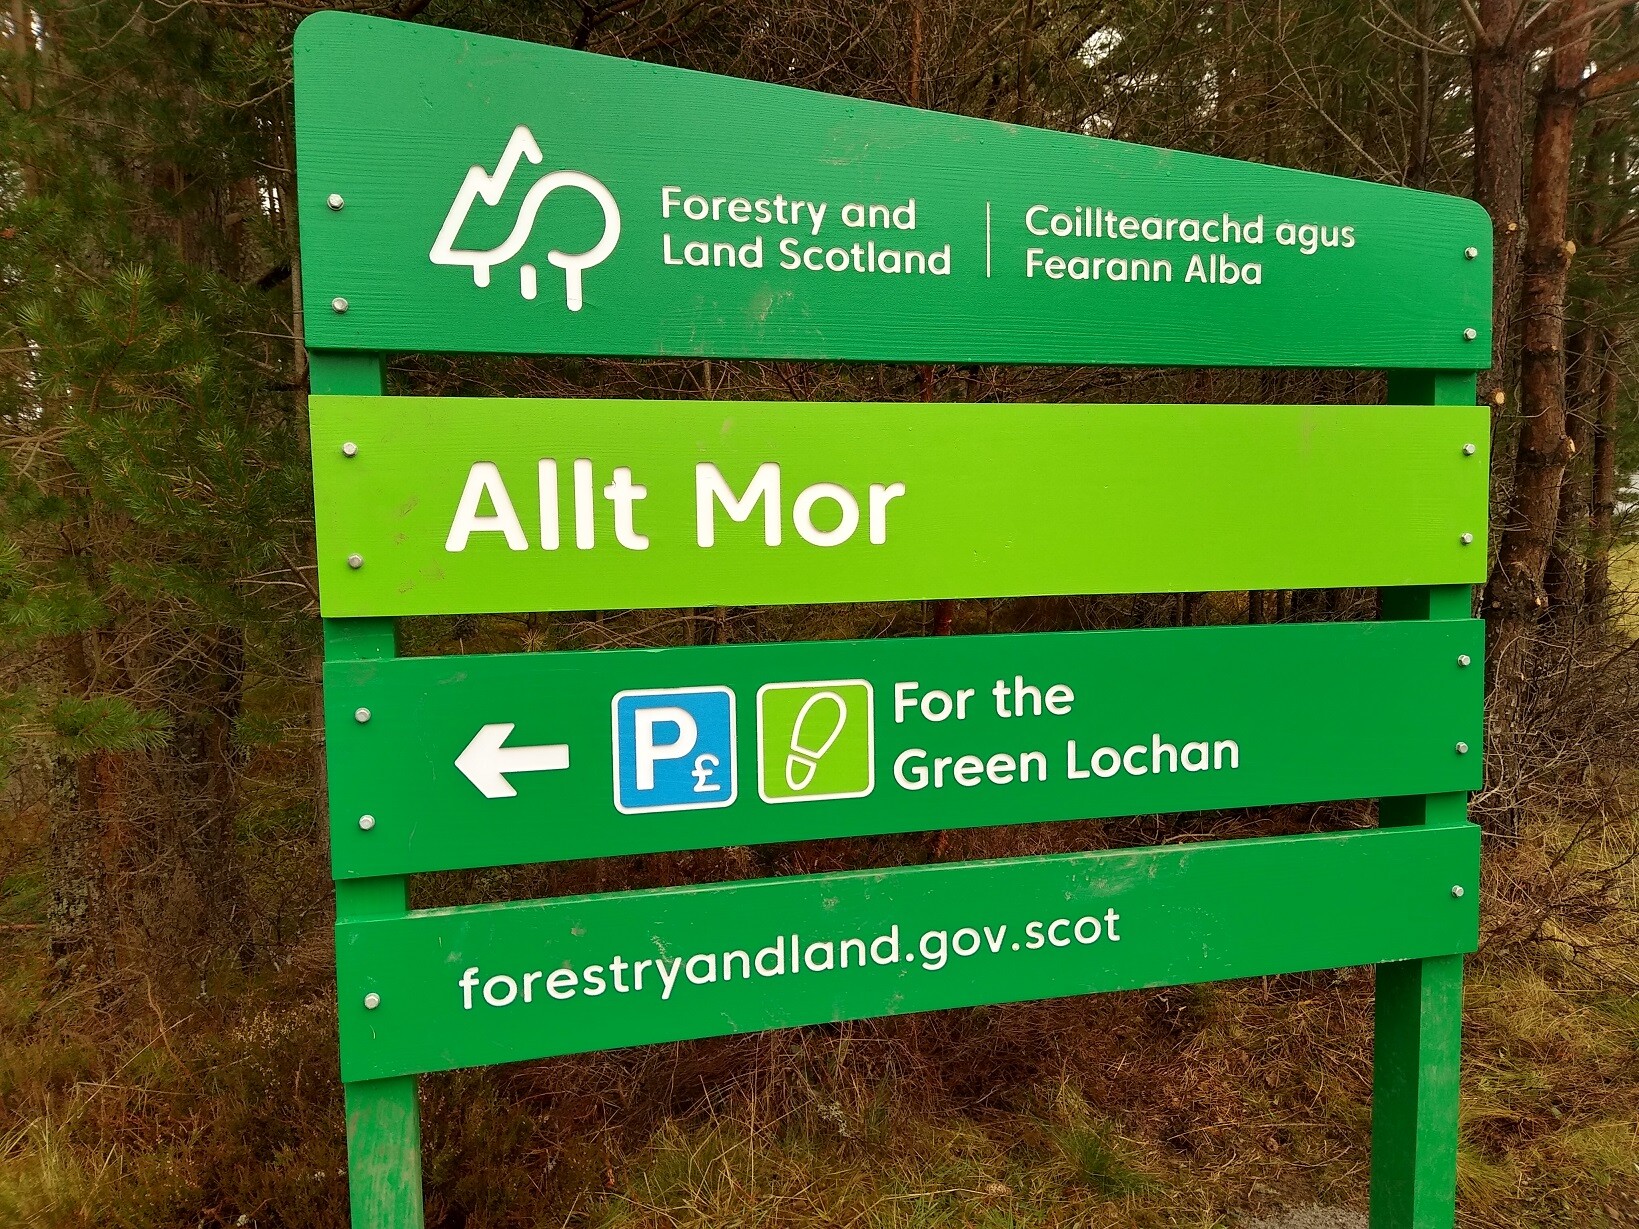 Forestry and
Land Scotland
Coilltearachd agus
Fearann Alba
Allt Mor
P£
For the
Green Lochan
forestryandland.gov.scot